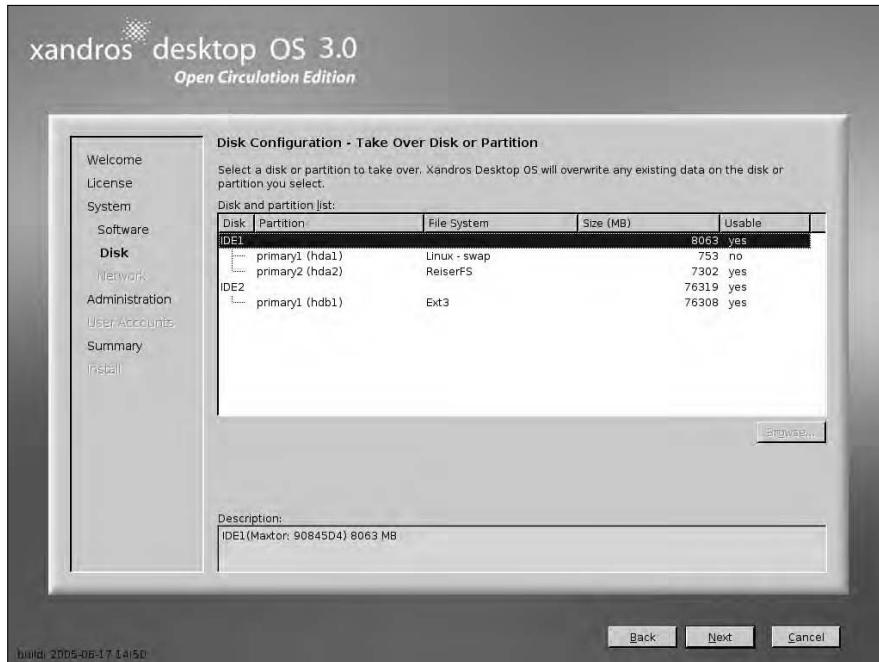 xandros desktop OS 3.0
Open Circulation Edition
Welcome
License
System
Software
Disk
Network
Administration
User Accounts
Summary
Install
Disk Configuration - Take Over Disk or Partition
Select a disk or partition to take over. Xandros Desktop OS will overwrite any existing data on the disk or
partition you select.
Disk and partition list:
Disk Partition File System Size (MB) Usable
IDE1 8063 yes
primary1 (hda1) Linux - swap 753 no
primary2 (hda2) ReiserFS 7302 yes
IDE2 76319 yes
primary1 (hdb1) Ext3 76308 yes
Browse...
Description:
IDE1(Maxtor: 90845D4) 8063 MB
Back Next Cancel
build: 2005-06-17 14:50